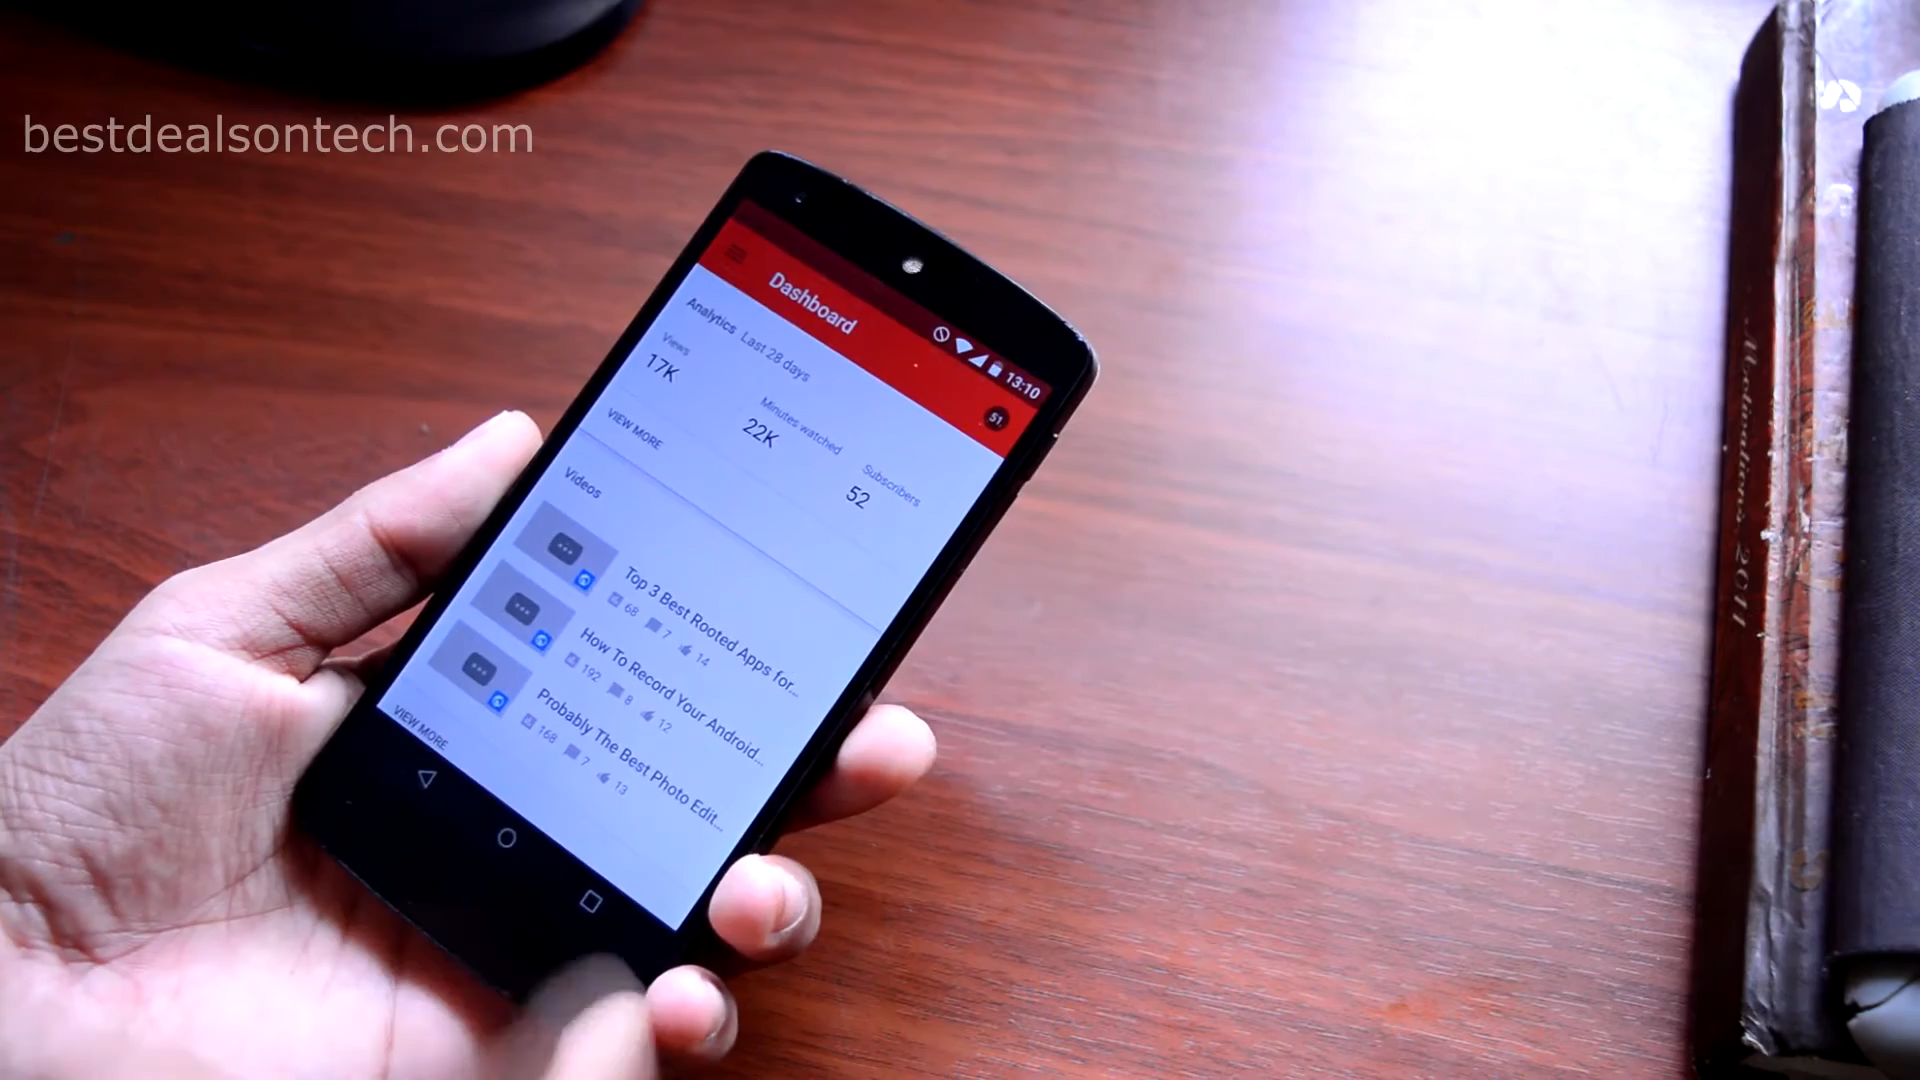 bestdealsontech.com
13:10
Dashboard
51
Analytics Last 28 days
Views
17K
Minutes watched
22K
Subscribers
52
VIEW MORE
Videos
Top 3 Best Rooted Apps for...
68 7 14
How To Record Your Android...
192 8 12
Probably The Best Photo Edit...
168 7 13
VIEW MORE